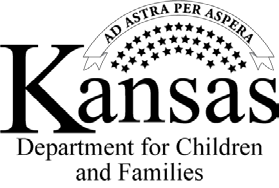 AD ASTRA PER ASPERA
Kansas
Department for Children
and Families